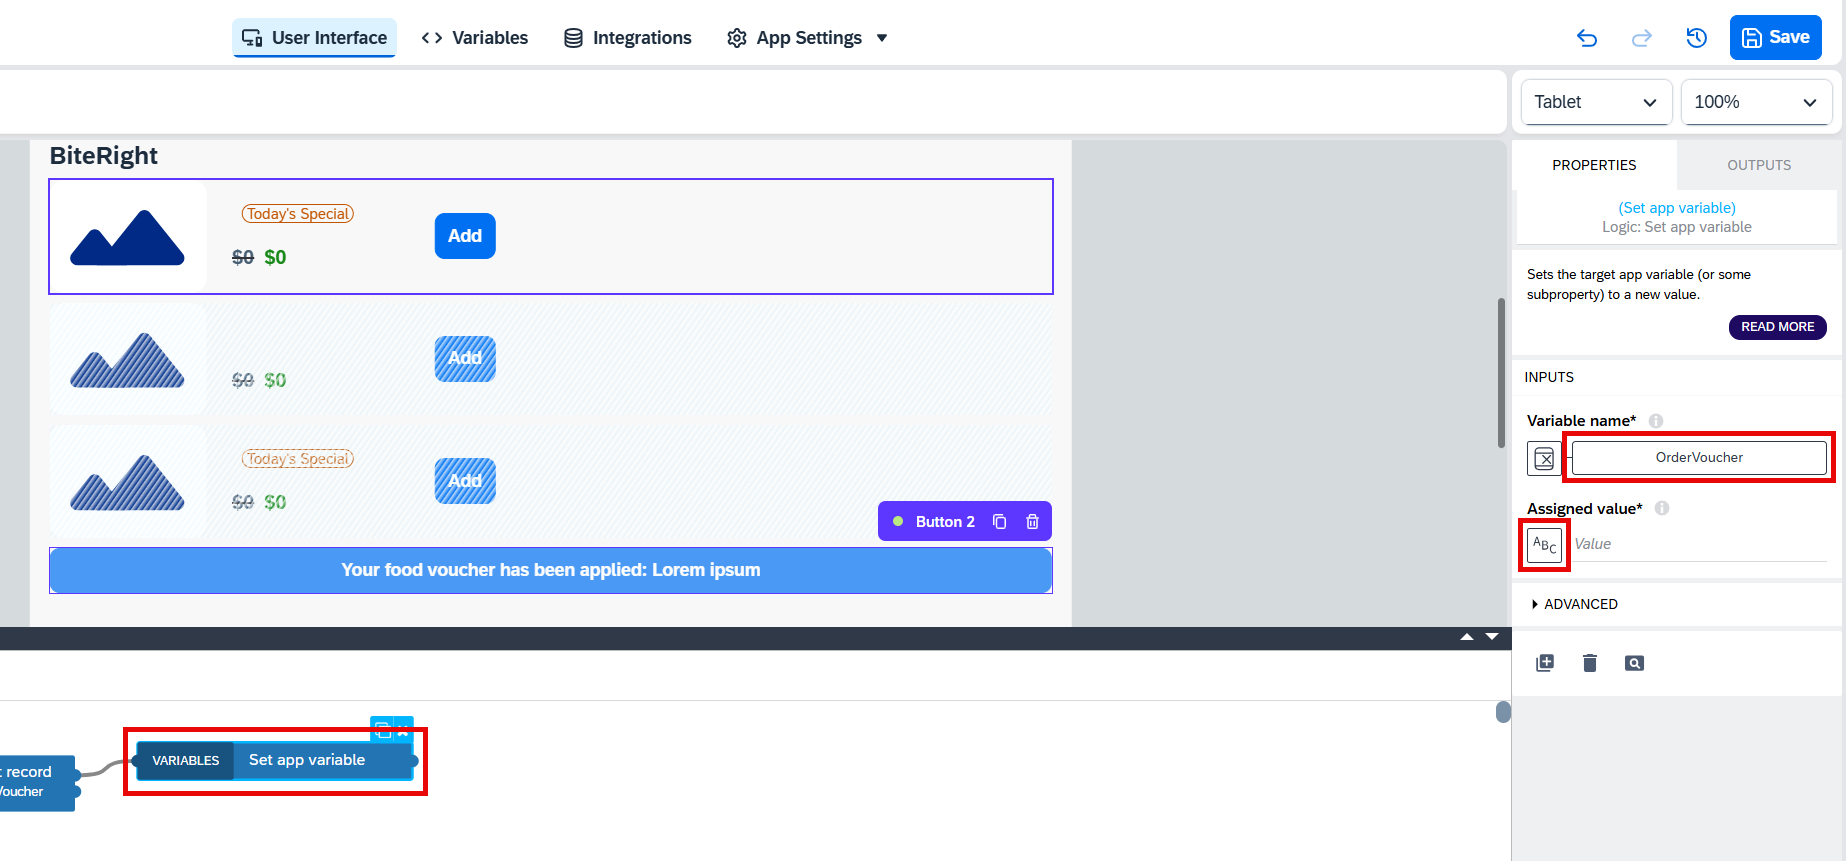 User Interface
Variables
Integrations
App Settings
Save
Tablet
100%
BiteRight
Today's Special
$0 $0
Add
$0 $0
Add
Today's Special
$0 $0
Add
Button 2
Your food voucher has been applied: Lorem ipsum
PROPERTIES
OUTPUTS
(Set app variable)
Logic: Set app variable
Sets the target app variable (or some
subproperty) to a new value.
READ MORE
INPUTS
Variable name*
OrderVoucher
Assigned value*
ABC
Value
ADVANCED
record
oucher
VARIABLES
Set app variable